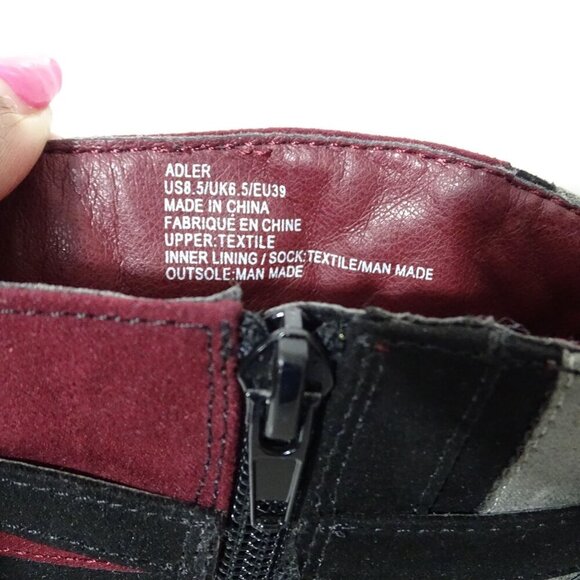 ADLER
US8.5/UK6.5/EU39
MADE IN CHINA
FABRIQUÉ EN CHINE
UPPER:TEXTILE
INNER LINING / SOCK:TEXTILE/MAN MADE
OUTSOLE:MAN MADE